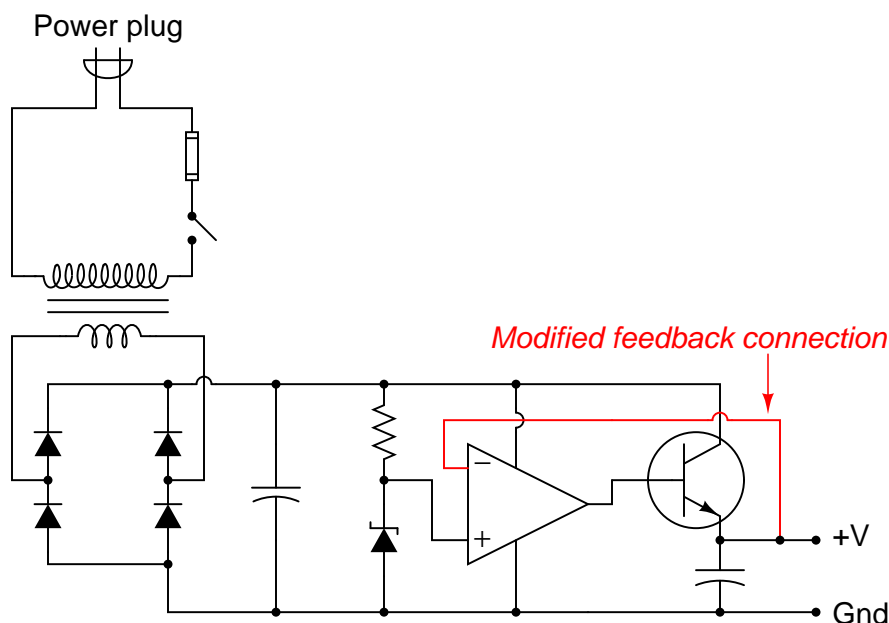 Power plug
Modified feedback connection
−
+
+V
Gnd